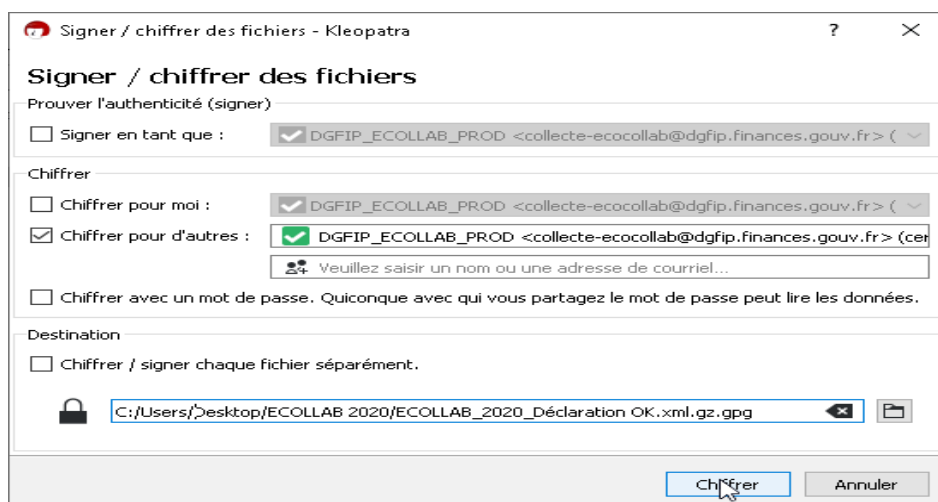 Signer / chiffrer des fichiers - Kleopatra ?
Signer / chiffrer des fichiers
Prouver l'authenticité (signer)
Signer en tant que : DGFIP_ECOLLAB_PROD <collecte-ecocollab@dgfip.finances.gouv.fr> (
Chiffrer
Chiffrer pour moi : DGFIP_ECOLLAB_PROD <collecte-ecocollab@dgfip.finances.gouv.fr> (
Chiffrer pour d'autres : DGFIP_ECOLLAB_PROD <collecte-ecocollab@dgfip.finances.gouv.fr> (cer
Veuillez saisir un nom ou une adresse de courriel...
Chiffrer avec un mot de passe. Quiconque avec qui vous partagez le mot de passe peut lire les données.
Destination
Chiffrer / signer chaque fichier séparément.
C:/Users/Desktop/ECOLLAB 2020/ECOLLAB_2020_Déclaration OK.xml.gz.gpg
Chiffrer Annuler